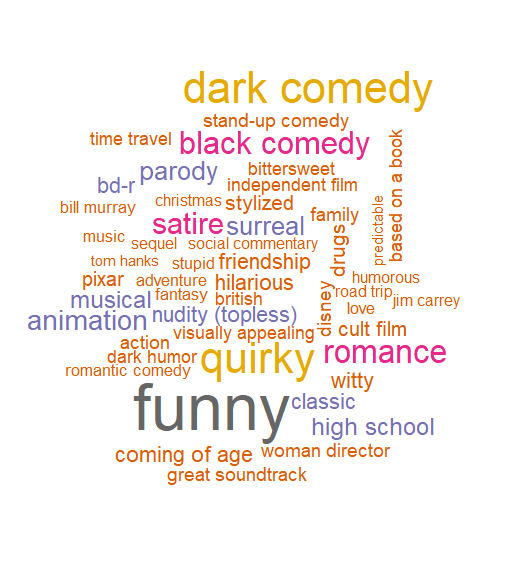 dark comedy
stand-up comedy
time travel
black comedy
based on a book
parody
bittersweet
bd-r
independent film
christmas
stylized
bill murray
family
predictable
satire
surreal
drugs
music
sequel
social commentary
tom hanks
stupid
friendship
pixar
adventure
hilarious
humorous
musical
fantasy
british
disney
road trip
jim carrey
love
animation
nudity (topless)
visually appealing
cult film
action
dark humor
quirky
romance
romantic comedy
witty
funny
classic
high school
coming of age
woman director
great soundtrack